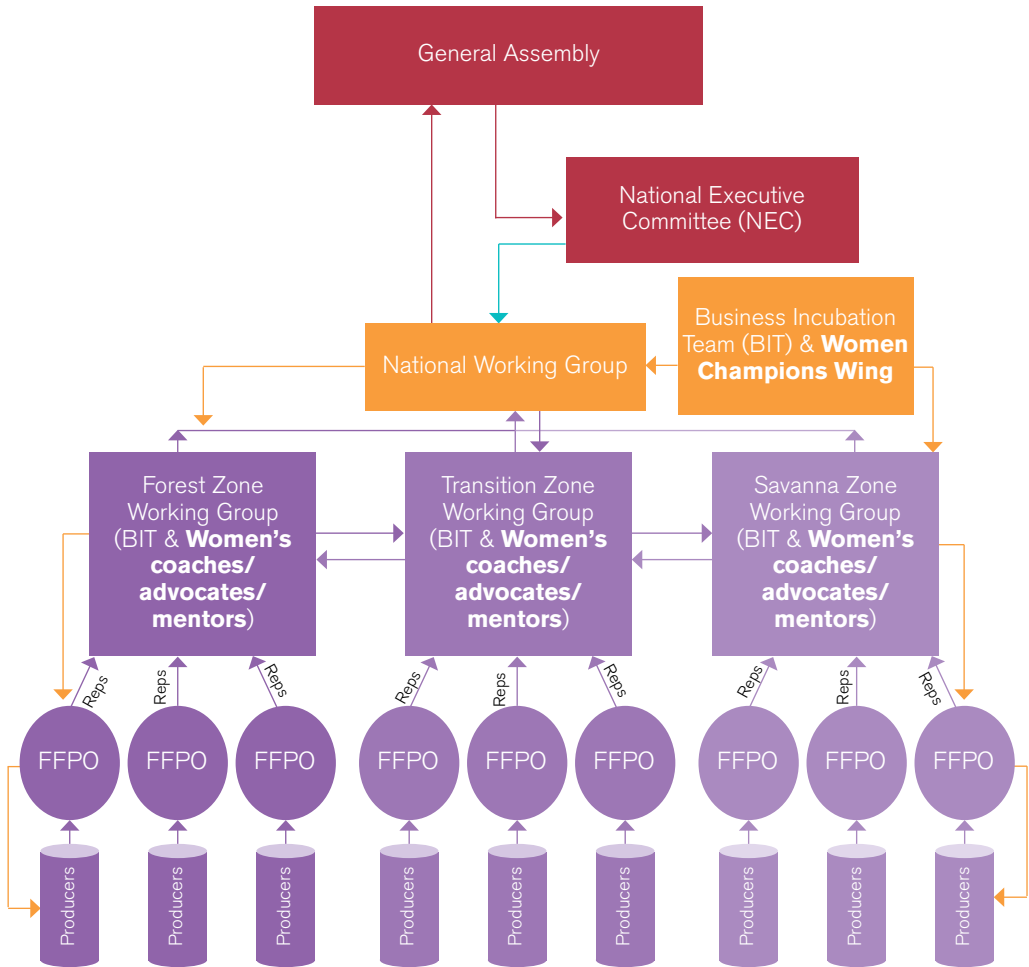 General Assembly
National Executive
Committee (NEC)
Business Incubation
Team (BIT) & Women
Champions Wing
National Working Group
Forest Zone
Working Group
(BIT & Women's
coaches/
advocates/
mentors)
Transition Zone
Working Group
(BIT & Women's
coaches/
advocates/
mentors)
Savanna Zone
Working Group
(BIT & Women's
coaches/
advocates/
mentors)
Reps
Reps
Reps
Reps
Reps
Reps
Reps
Reps
Reps
FFPO
FFPO
FFPO
FFPO
FFPO
FFPO
FFPO
FFPO
FFPO
Producers
Producers
Producers
Producers
Producers
Producers
Producers
Producers
Producers